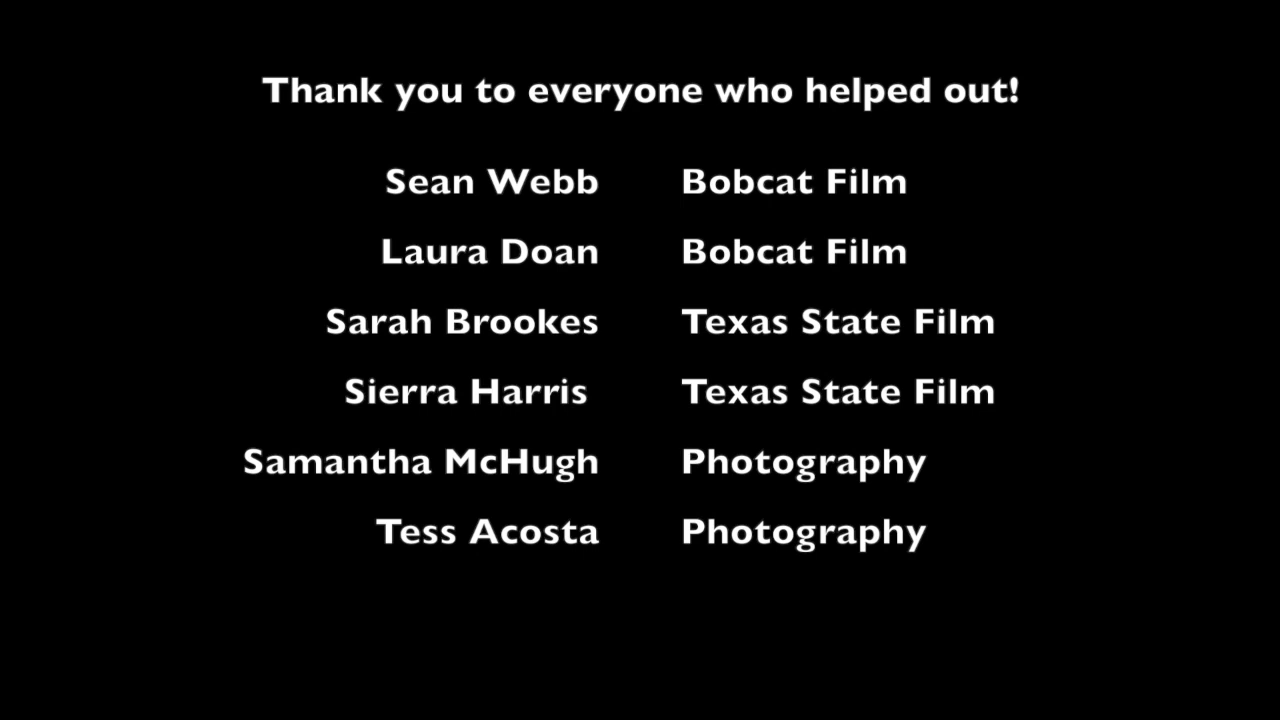 Thank you to everyone who helped out!
Sean Webb Bobcat Film
Laura Doan Bobcat Film
Sarah Brookes Texas State Film
Sierra Harris Texas State Film
Samantha McHugh Photography
Tess Acosta Photography